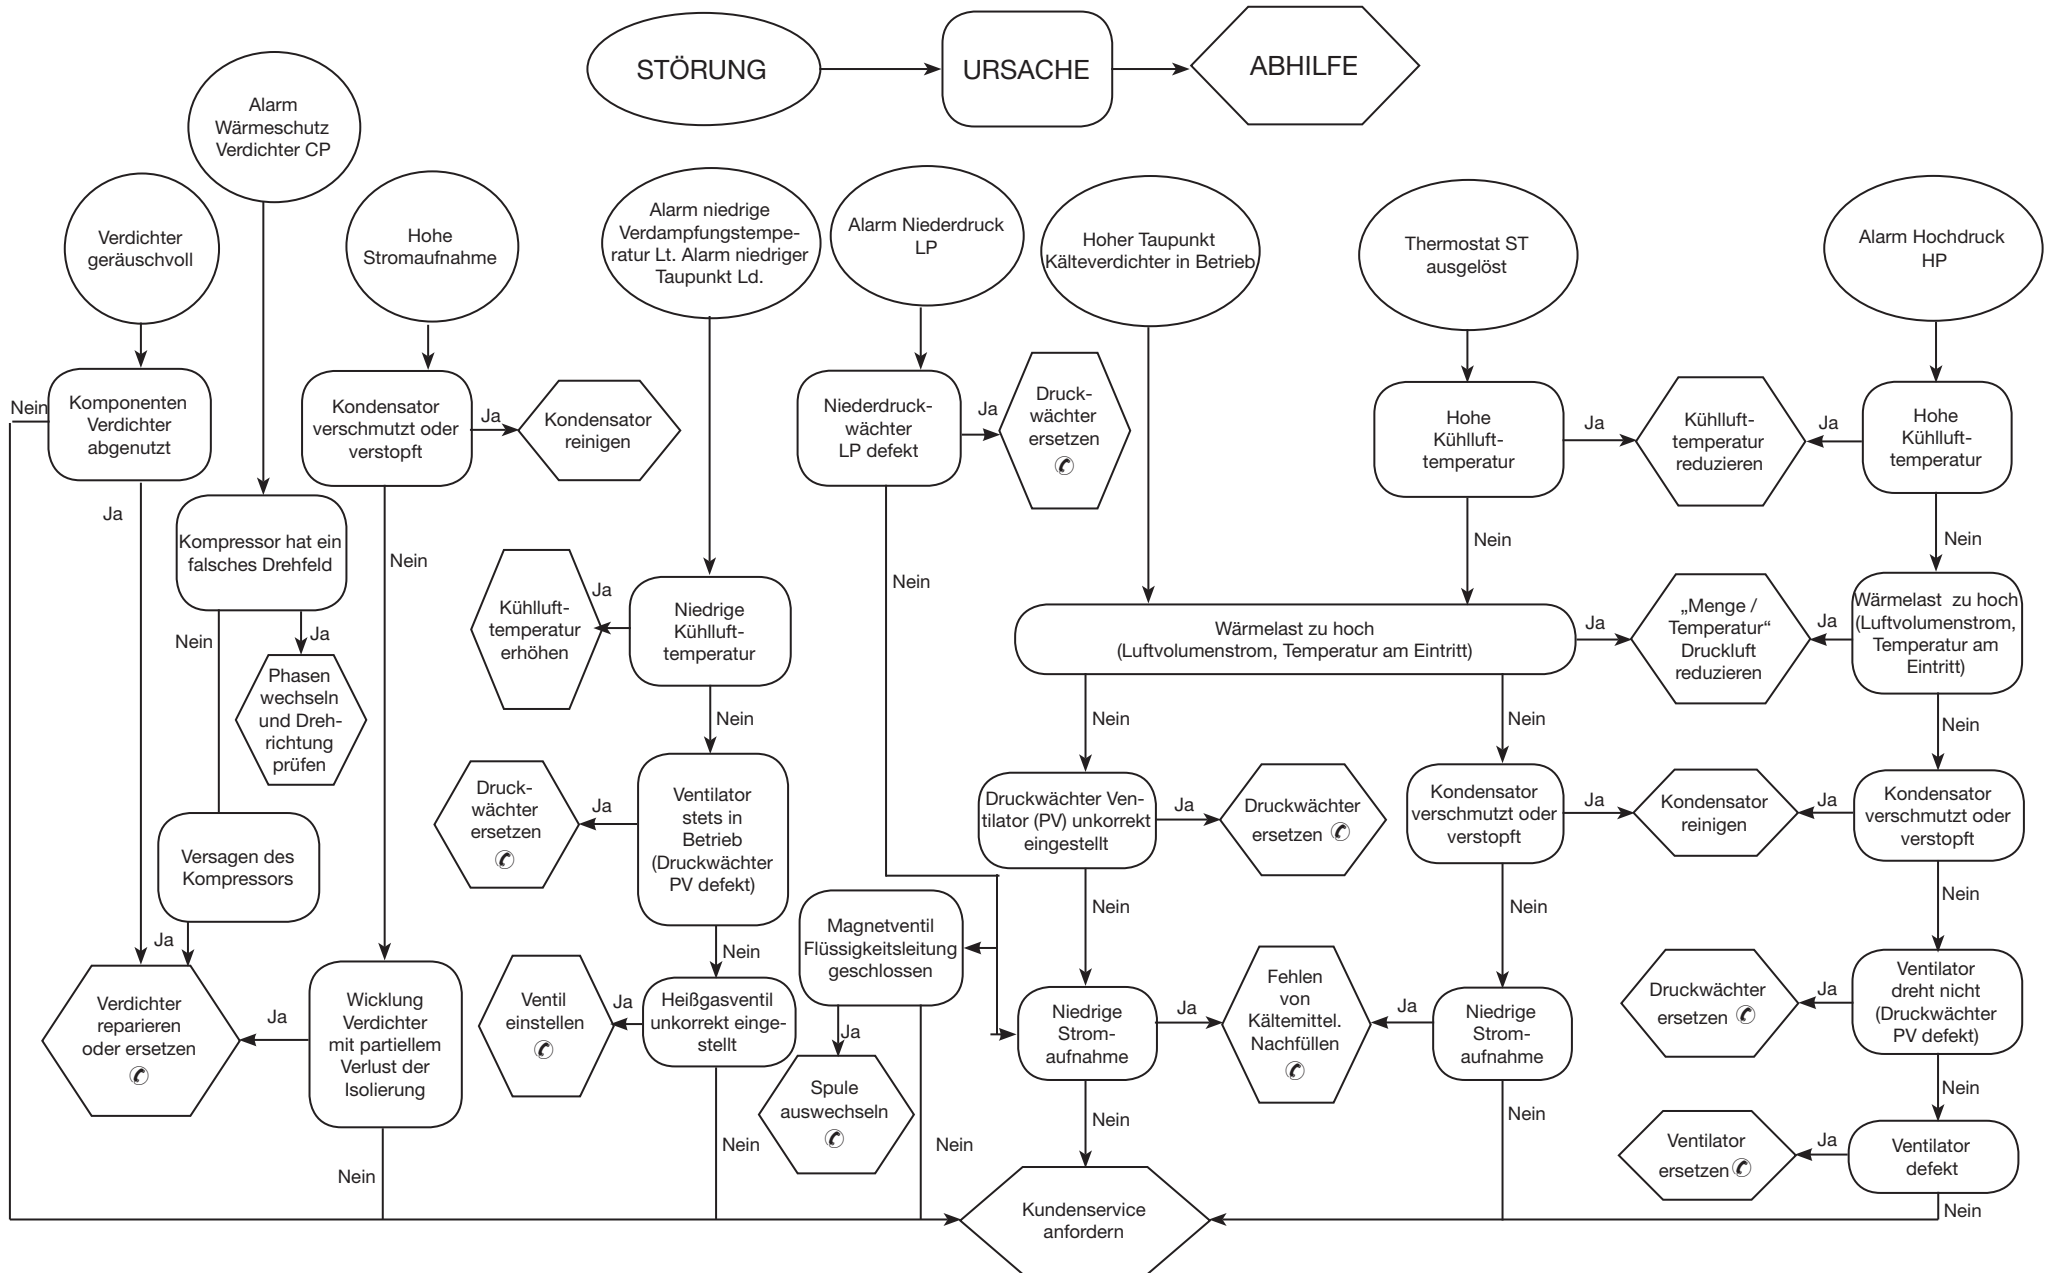 STÖRUNG
URSACHE
ABHILFE
Alarm
Wärmeschutz
Verdichter CP
Verdichter
geräuschvoll
Hohe
Stromaufnahme
Alarm niedrige
Verdampfungstempe-
ratur Lt. Alarm niedriger
Taupunkt Ld.
Alarm Niederdruck
LP
Hoher Taupunkt
Kälteverdichter in Betrieb
Thermostat ST
ausgelöst
Alarm Hochdruck
HP
Nein
Komponenten
Verdichter
abgenutzt
Ja
Kondensator
verschmutzt oder
verstopft
Ja
Kondensator
reinigen
Niederdruck-
wächter
LP defekt
Ja
Druck-
wächter
ersetzen
Hohe
Kühlluft-
temperatur
Ja
Kühlluft-
temperatur
reduzieren
Ja
Hohe
Kühlluft-
temperatur
Kompressor hat ein
falsches Drehfeld
Nein
Ja
Phasen
wechseln
und Dreh-
richtung
prüfen
Nein
Kühlluft-
temperatur
erhöhen
Ja
Niedrige
Kühlluft-
temperatur
Nein
Nein
Nein
Nein
Wärmelast zu hoch
(Luftvolumenstrom, Temperatur am Eintritt)
Ja
„Menge /
Temperatur“
Druckluft
reduzieren
Ja
Wärmelast zu hoch
(Luftvolumenstrom,
Temperatur am
Eintritt)
Nein
Nein
Nein
Druck-
wächter
ersetzen
Ja
Ventilator
stets in
Betrieb
(Druckwächter
PV defekt)
Druckwächter Ven-
tilator (PV) unkorrekt
eingestellt
Ja
Druckwächter
ersetzen
Kondensator
verschmutzt oder
verstopft
Ja
Kondensator
reinigen
Ja
Kondensator
verschmutzt oder
verstopft
Versagen des
Kompressors
Ja
Nein
Nein
Nein
Nein
Verdichter
reparieren
oder ersetzen
Ja
Wicklung
Verdichter
mit partiellem
Verlust der
Isolierung
Ventil
einstellen
Ja
Heißgasventil
unkorrekt einge-
stellt
Magnetventil
Flüssigkeitsleitung
geschlossen
Ja
Spule
auswechseln
Niedrige
Strom-
aufnahme
Ja
Fehlen
von
Kältemittel.
Nachfüllen
Ja
Niedrige
Strom-
aufnahme
Druckwächter
ersetzen
Ja
Ventilator
dreht nicht
(Druckwächter
PV defekt)
Nein
Nein
Nein
Nein
Nein
Nein
Nein
Ventilator
ersetzen
Ja
Ventilator
defekt
Nein
Kundenservice
anfordern